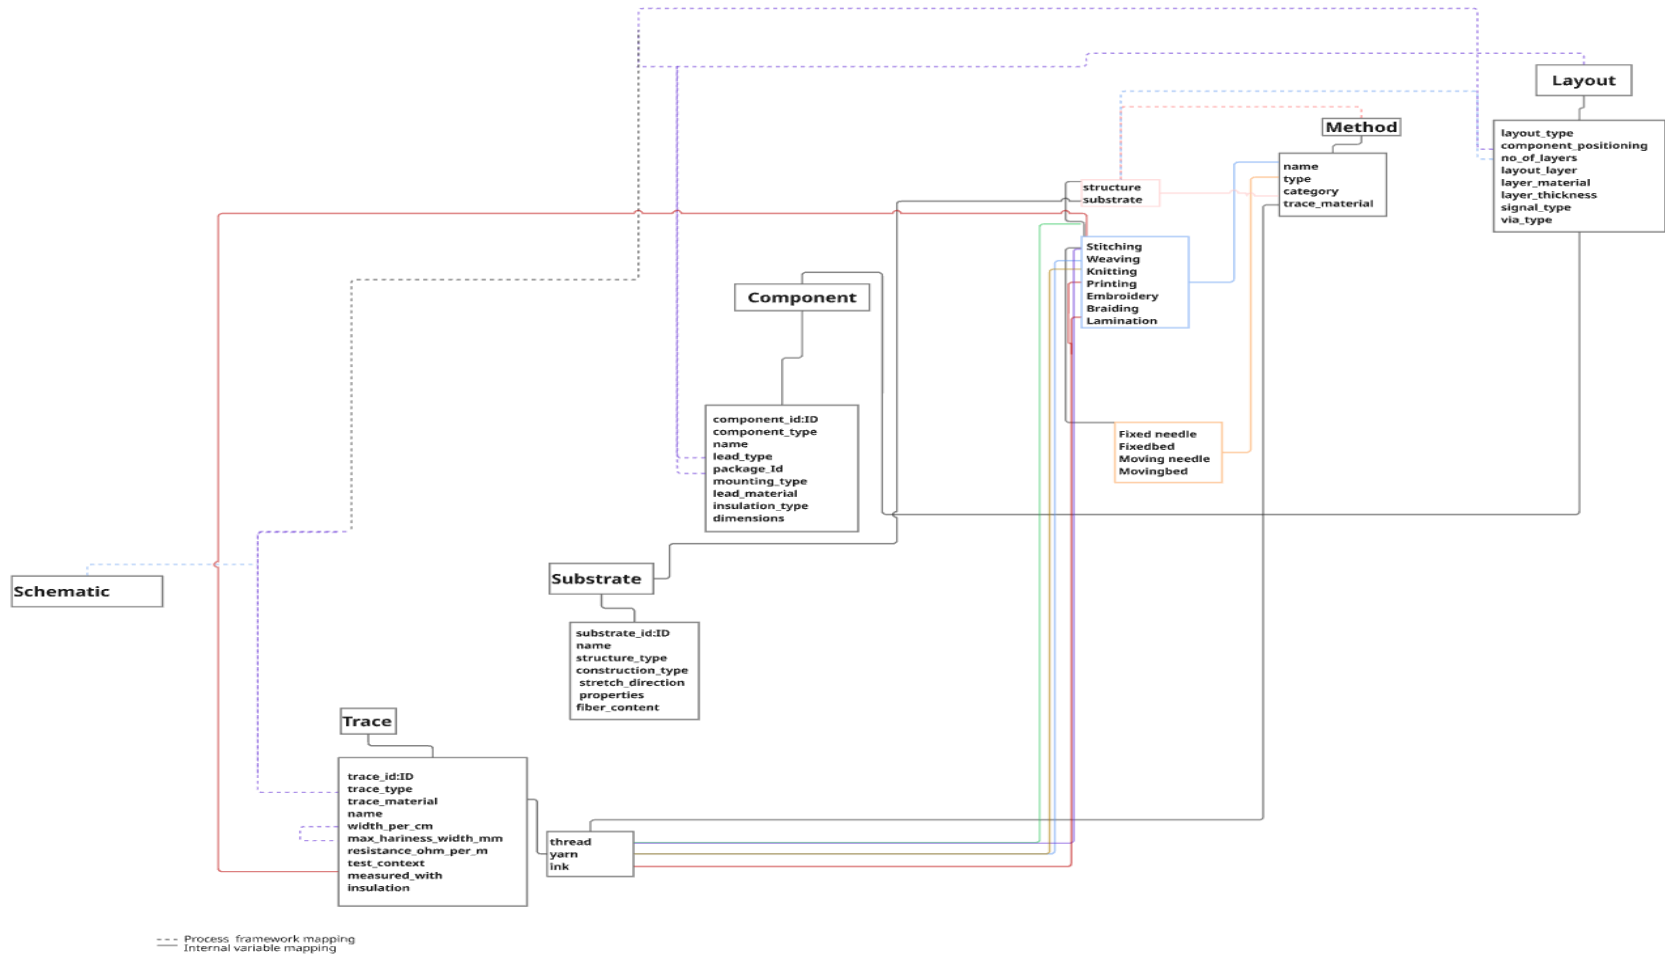 Layout
layout_type
component_positioning
no_of_layers
layout_layer
layer_material
layer_thickness
signal_type
via_type
Method
name
type
category
trace_material
structure
substrate
Stitching
Weaving
Knitting
Printing
Embroidery
Braiding
Lamination
Fixed needle
Fixedbed
Moving needle
Movingbed
Component
component_id:ID
component_type
name
lead_type
package_Id
mounting_type
lead_material
insulation_type
dimensions
Schematic
Substrate
substrate_id:ID
name
structure_type
construction_type
stretch_direction
properties
fiber_content
Trace
trace_id:ID
trace_type
trace_material
name
width_per_cm
max_hariness_width_mm
resistance_ohm_per_m
test_context
measured_with
insulation
thread
yarn
ink
Process framework mapping
Internal variable mapping